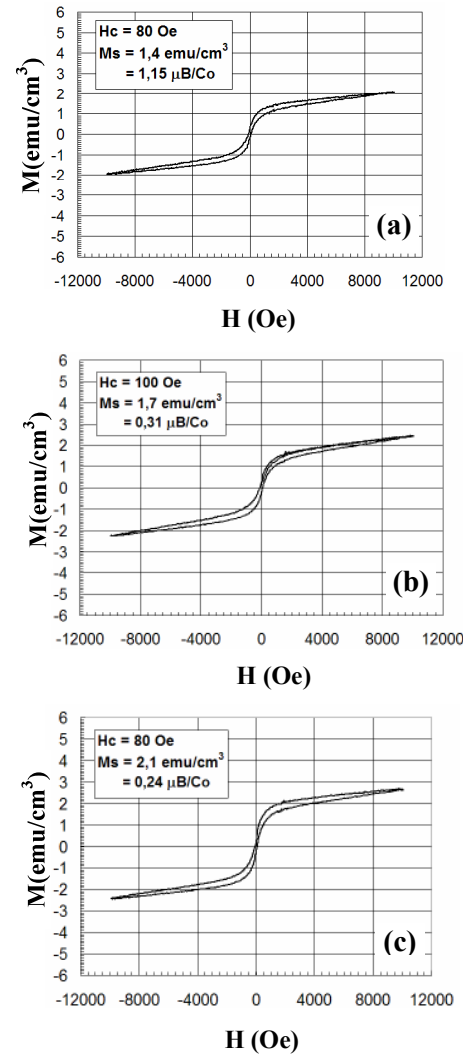 6
5
4
3
2
1
0
-1
-2
-3
-4
-5
-6
M(emu/cm³)
Hc = 80 Oe
Ms = 1,4 emu/cm³
= 1,15 µB/Co
(a)
-12000 -8000 -4000 0 4000 8000 12000
H (Oe)
6
5
4
3
2
1
0
-1
-2
-3
-4
-5
-6
M(emu/cm³)
Hc = 100 Oe
Ms = 1,7 emu/cm³
= 0,31 µB/Co
(b)
-12000 -8000 -4000 0 4000 8000 12000
H (Oe)
6
5
4
3
2
1
0
-1
-2
-3
-4
-5
-6
M(emu/cm³)
Hc = 80 Oe
Ms = 2,1 emu/cm³
= 0,24 µB/Co
(c)
-12000 -8000 -4000 0 4000 8000 12000
H (Oe)